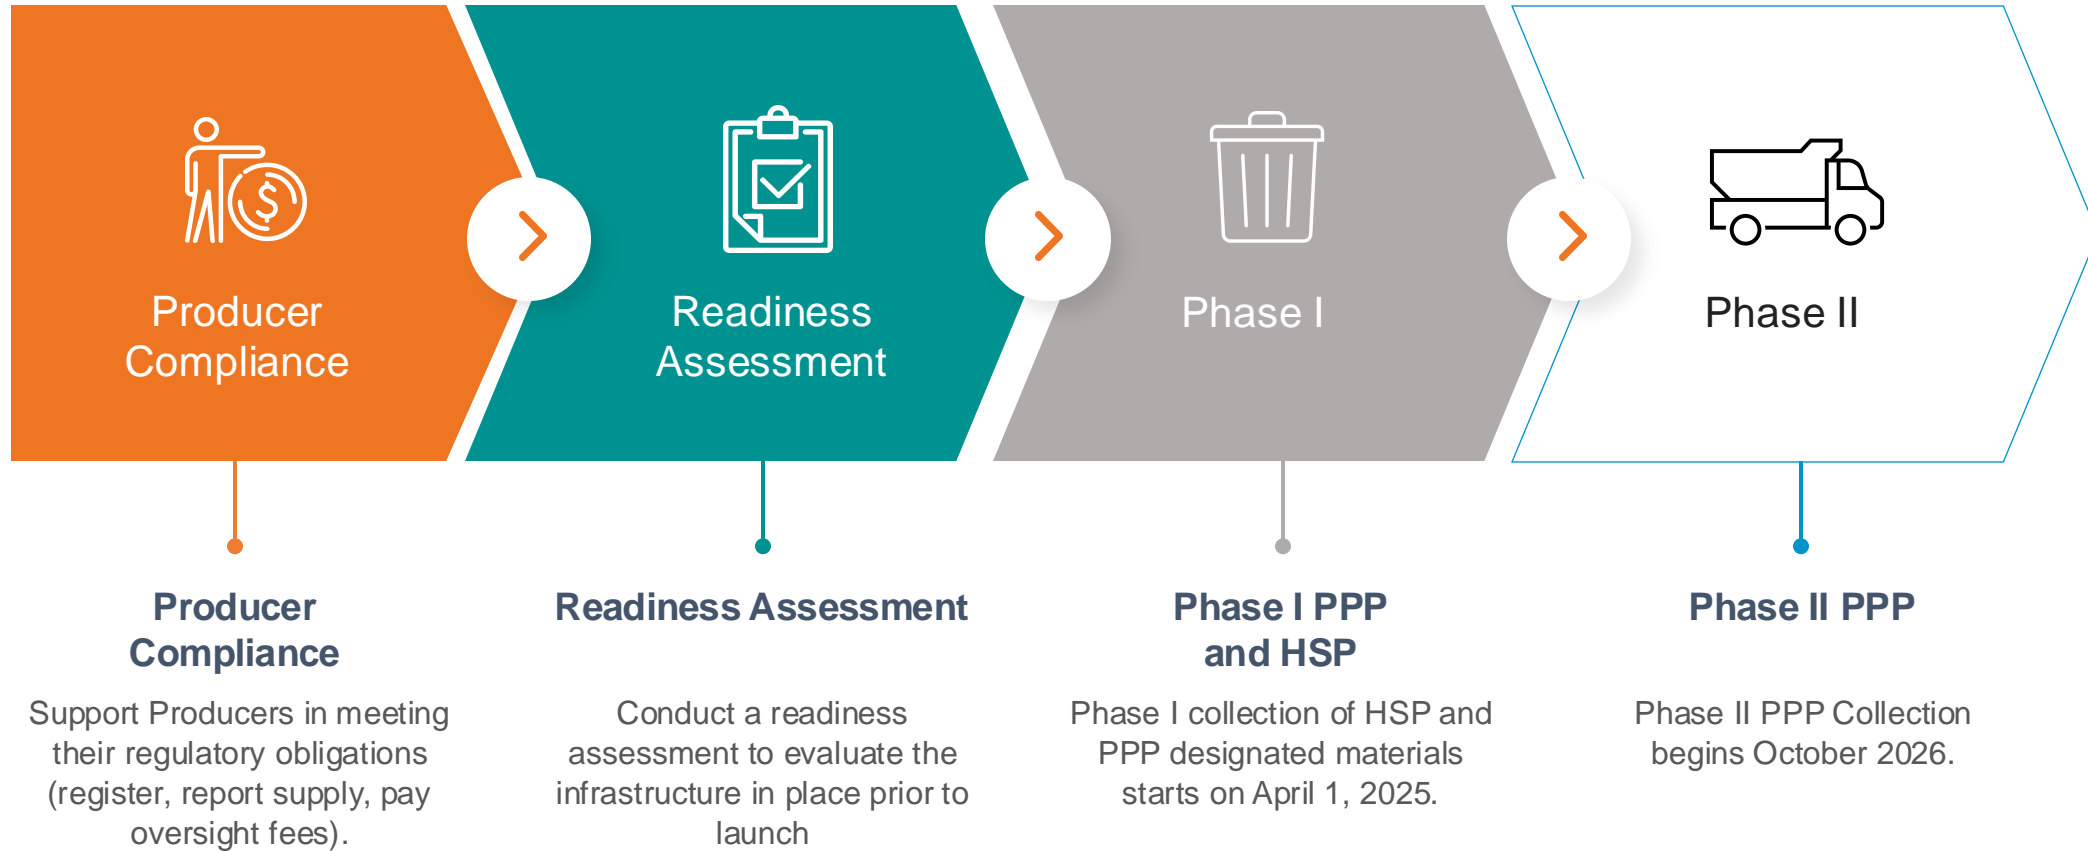 Producer
Compliance
Readiness
Assessment
Phase I
Phase II
Producer
Compliance
Support Producers in meeting
their regulatory obligations
(register, report supply, pay
oversight fees).
Readiness Assessment
Conduct a readiness
assessment to evaluate the
infrastructure in place prior to
launch
Phase I PPP
and HSP
Phase I collection of HSP and
PPP designated materials
starts on April 1, 2025.
Phase II PPP
Phase II PPP Collection
begins October 2026.